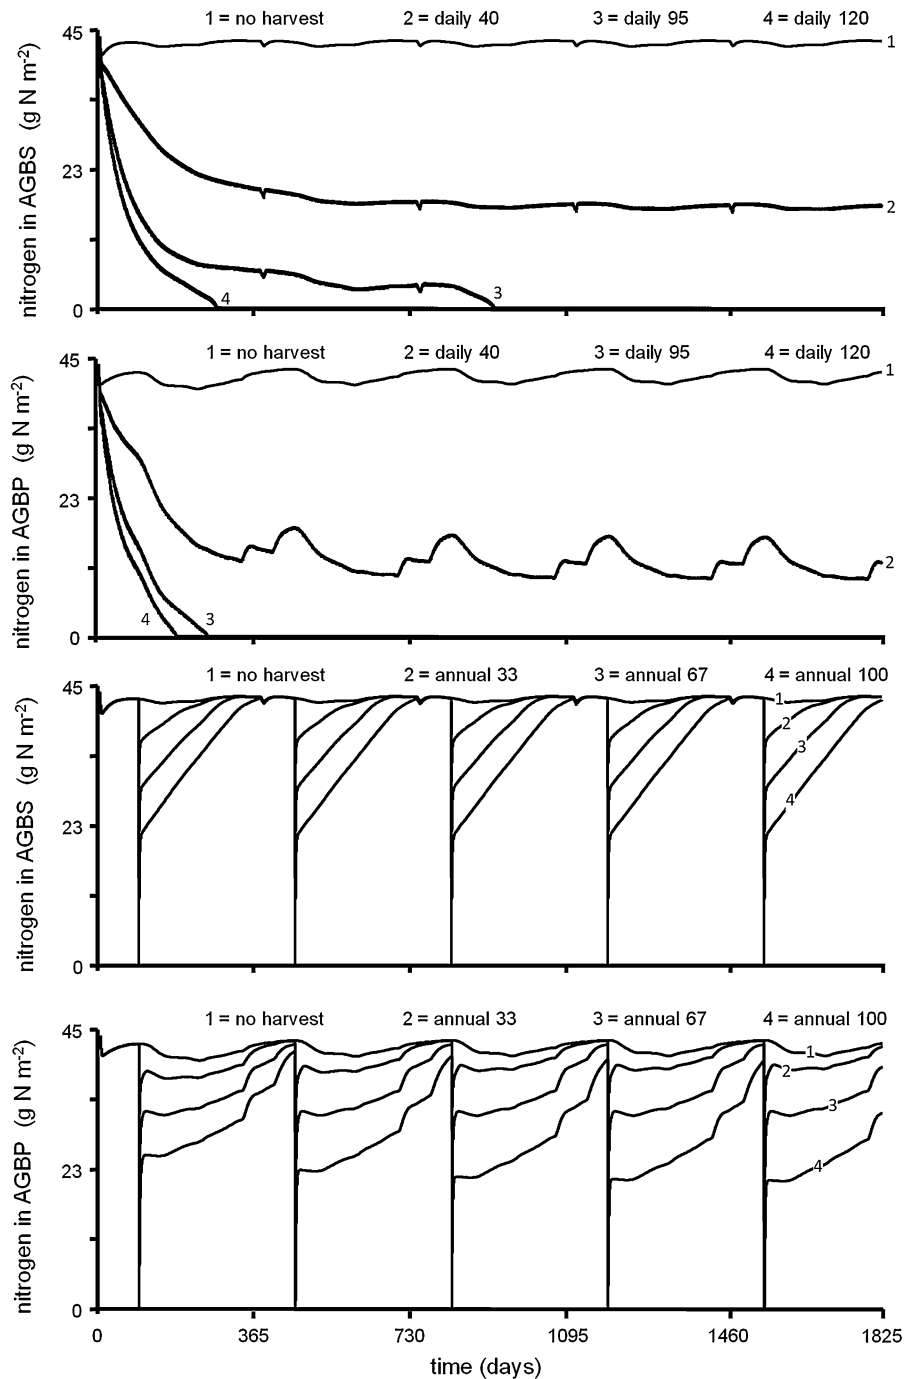 1 = no harvest 2 = daily 40 3 = daily 95 4 = daily 120
45
23
0
nitrogen in AGBS (g N m-2)
1
2
3
4
1 = no harvest 2 = daily 40 3 = daily 95 4 = daily 120
45
23
0
nitrogen in AGBP (g N m-2)
1
2
4
3
1 = no harvest 2 = annual 33 3 = annual 67 4 = annual 100
45
23
0
nitrogen in AGBS (g N m-2)
1
2
3
4
1 = no harvest 2 = annual 33 3 = annual 67 4 = annual 100
45
23
0
nitrogen in AGBP (g N m-2)
1
2
3
4
0 365 730 1095 1460 1825
time (days)